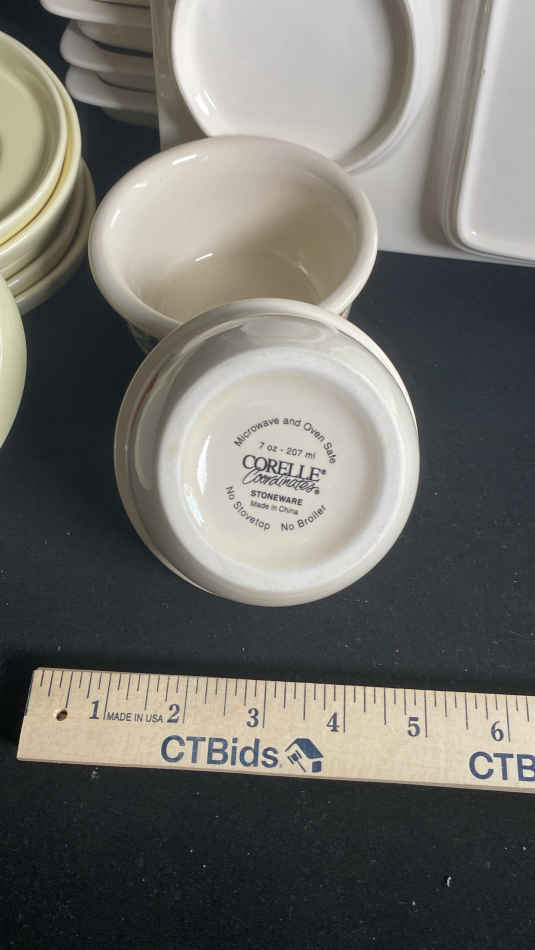 Microwave and Oven Safe
7 oz - 207 ml
CORELLE®
Coordinates®
STONEWARE
Made in China
No Stovetop No Broiler
1 MADE IN USA 2 3 4 5 6
CTBids CTB